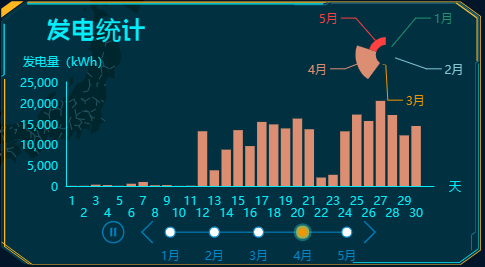 发电统计
5月 1月
4月 2月
3月
发电量（kWh）
25,000
20,000
15,000
10,000
5,000
0
天
1 3 5 7 9 11 13 15 17 19 21 23 25 27 29
2 4 6 8 10 12 14 16 18 20 22 24 26 28 30
1月 2月 3月 4月 5月